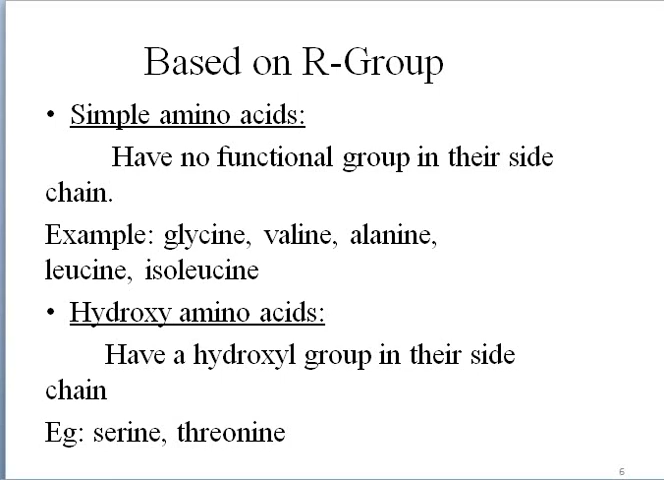 Based on R-Group
• Simple amino acids:
Have no functional group in their side
chain.
Example: glycine, valine, alanine,
leucine, isoleucine
• Hydroxy amino acids:
Have a hydroxyl group in their side
chain
Eg: serine, threonine
6